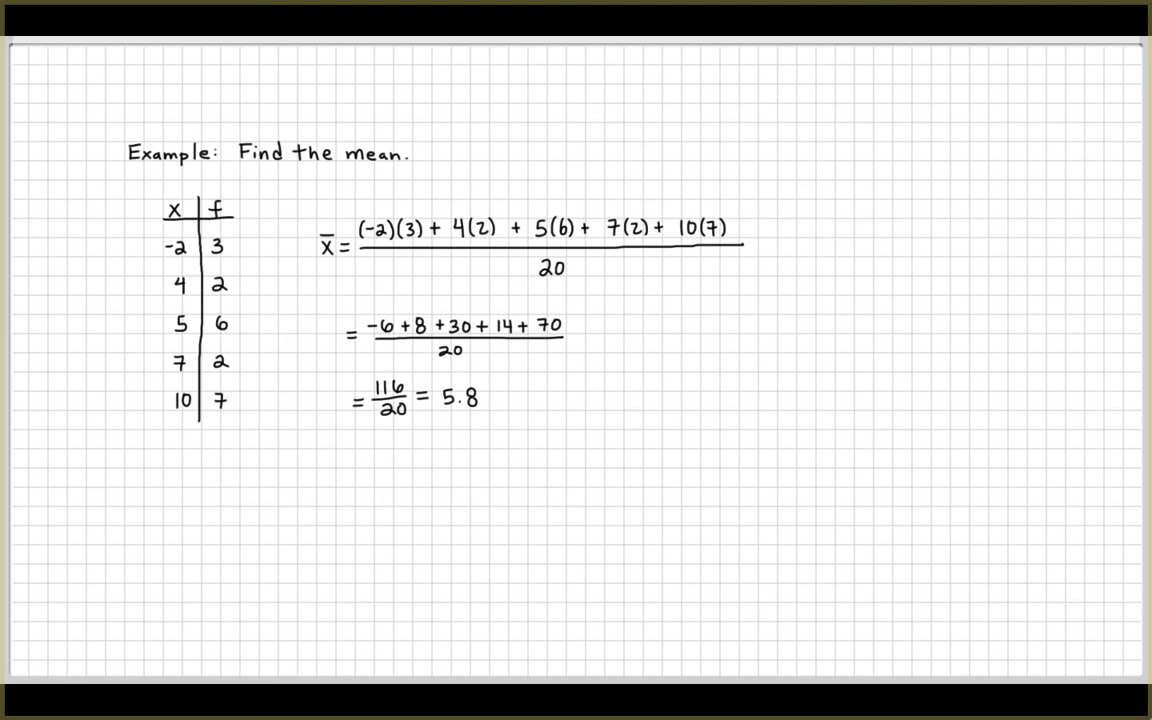 Example: Find the mean.
x f
-2 3
4 2
5 6
7 2
10 7
x̄ = (-2)(3) + 4(2) + 5(6) + 7(2) + 10(7)
20
= -6 + 8 + 30 + 14 + 70
20
= 116/20 = 5.8